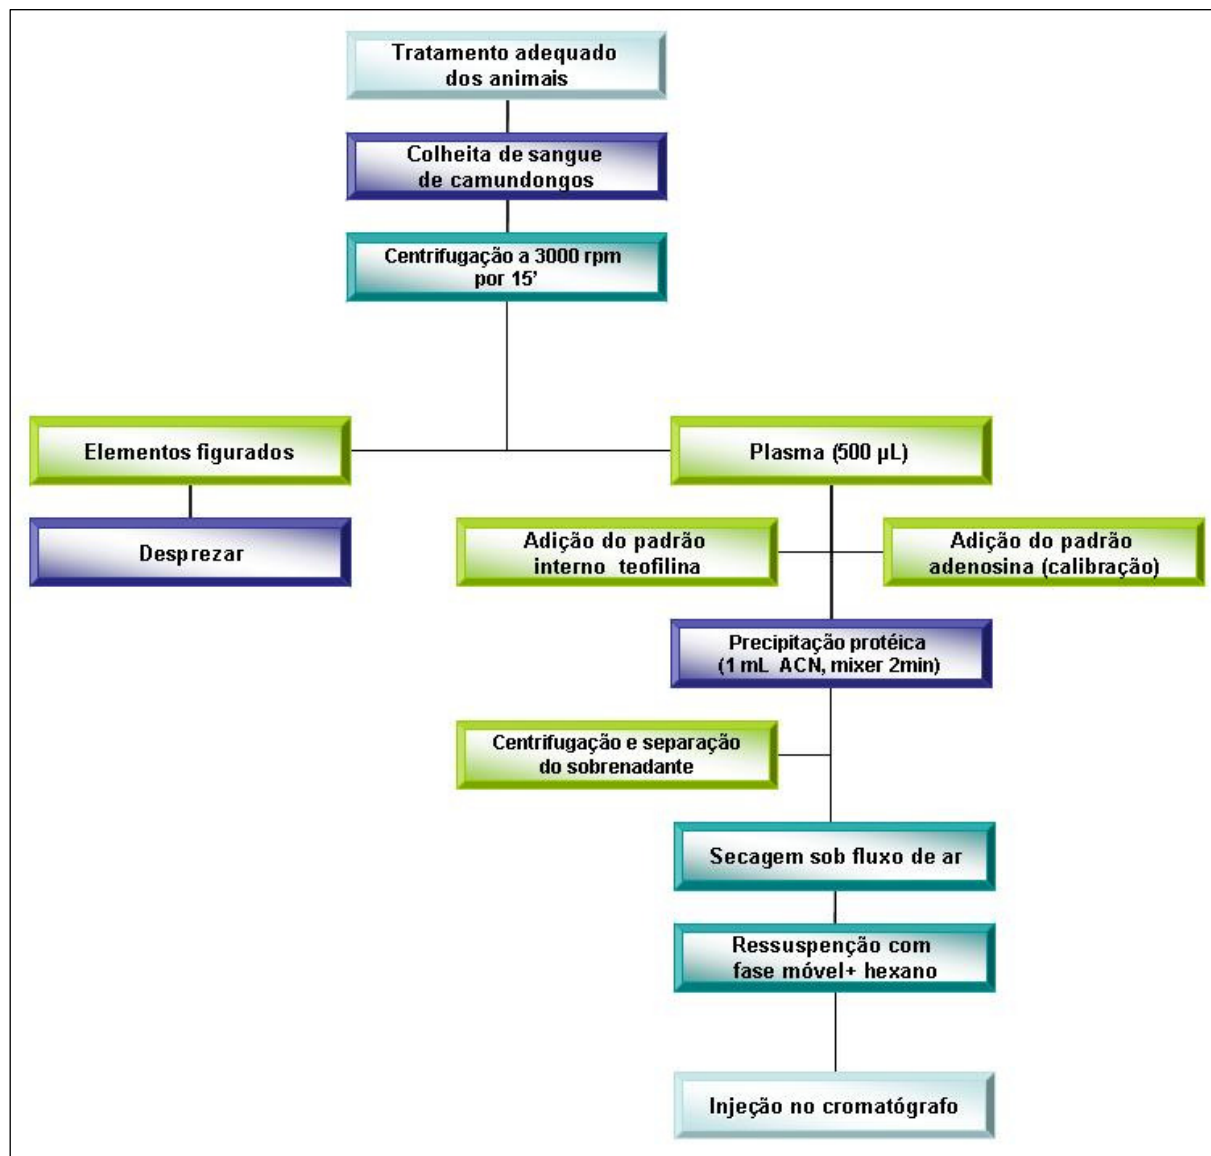 Tratamento adequado
dos animais
Colheita de sangue
de camundongos
Centrifugação a 3000 rpm
por 15’
Elementos figurados
Plasma (500 µL)
Desprezar
Adição do padrão
interno teofilina
Adição do padrão
adenosina (calibração)
Precipitação protéica
(1 mL ACN, mixer 2min)
Centrifugação e separação
do sobrenadante
Secagem sob fluxo de ar
Ressuspenção com
fase móvel+ hexano
Injeção no cromatógrafo